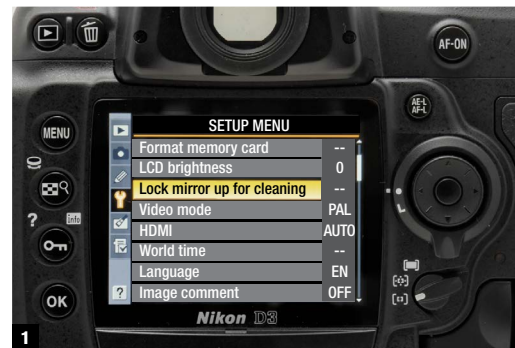 AF-ON
AE-L
AF-L
MENU
SETUP MENU
Format memory card --
LCD brightness 0
Lock mirror up for cleaning --
Video mode PAL
HDMI AUTO
World time --
Language EN
Image comment OFF
?
? info
L
OK
Nikon D3
1